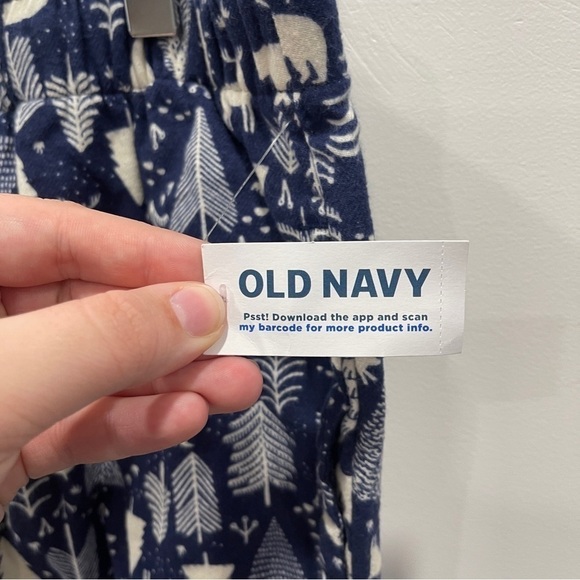 OLD NAVY
Psst! Download the app and scan
my barcode for more product info.